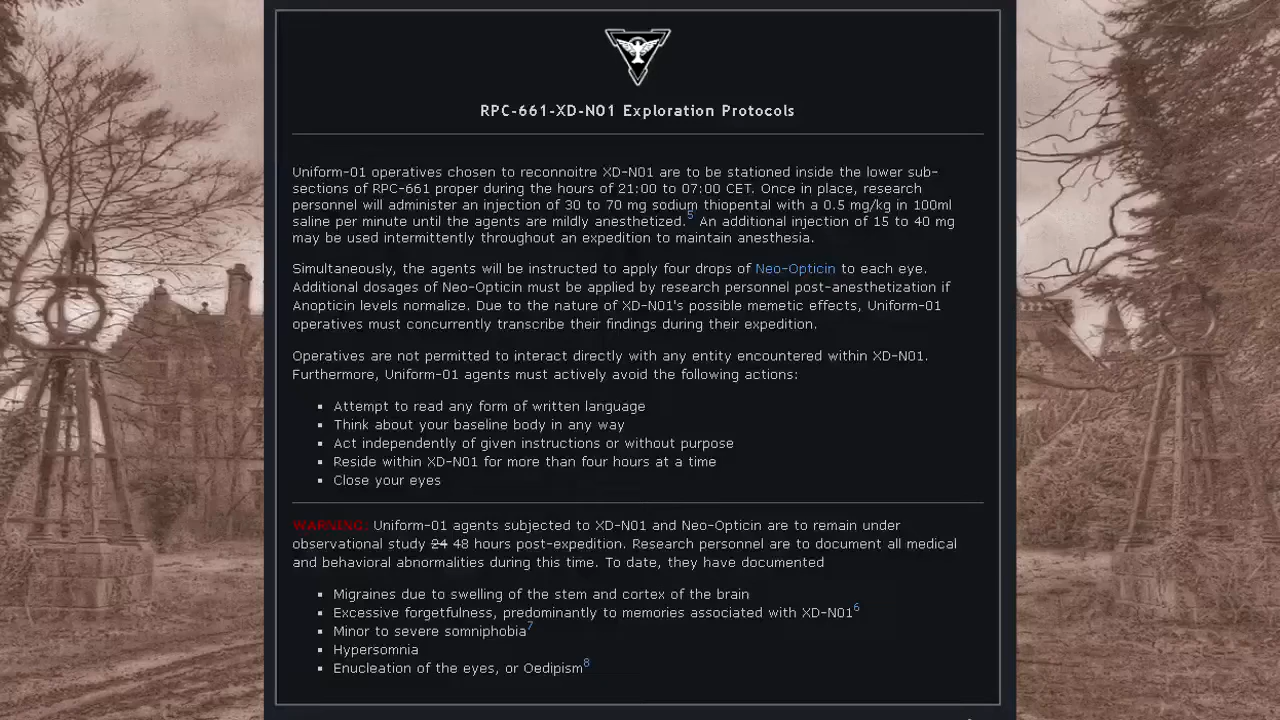 RPC-661-XD-N01 Exploration Protocols
Uniform-01 operatives chosen to reconnoitre XD-N01 are to be stationed inside the lower sub-
sections of RPC-661 proper during the hours of 21:00 to 07:00 CET. Once in place, research
personnel will administer an injection of 30 to 70 mg sodium thiopental with a 0.5 mg/kg in 100ml
saline per minute until the agents are mildly anesthetized.5 An additional injection of 15 to 40 mg
may be used intermittently throughout an expedition to maintain anesthesia.
Simultaneously, the agents will be instructed to apply four drops of Neo-Opticin to each eye.
Additional dosages of Neo-Opticin must be applied by research personnel post-anesthetization if
Anopticin levels normalize. Due to the nature of XD-N01's possible memetic effects, Uniform-01
operatives must concurrently transcribe their findings during their expedition.
Operatives are not permitted to interact directly with any entity encountered within XD-N01.
Furthermore, Uniform-01 agents must actively avoid the following actions:
▪ Attempt to read any form of written language
▪ Think about your baseline body in any way
▪ Act independently of given instructions or without purpose
▪ Reside within XD-N01 for more than four hours at a time
▪ Close your eyes
WARNING: Uniform-01 agents subjected to XD-N01 and Neo-Opticin are to remain under
observational study 24 48 hours post-expedition. Research personnel are to document all medical
and behavioral abnormalities during this time. To date, they have documented
▪ Migraines due to swelling of the stem and cortex of the brain
▪ Excessive forgetfulness, predominantly to memories associated with XD-N016
▪ Minor to severe somniphobia7
▪ Hypersomnia
▪ Enucleation of the eyes, or Oedipism8